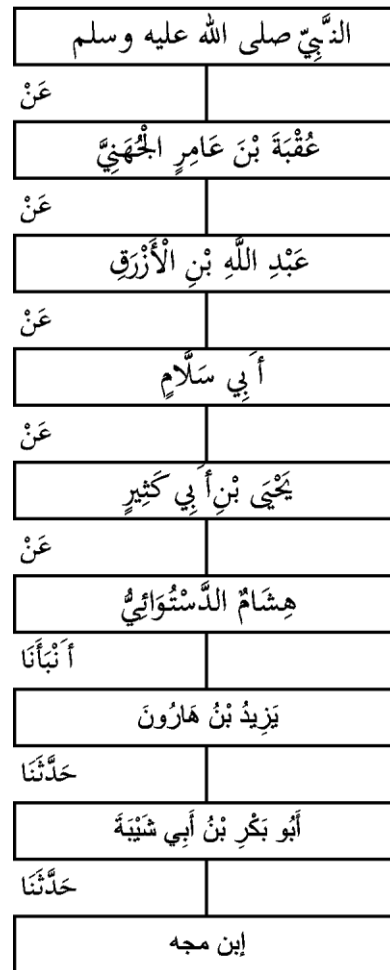 النَّبِيّ صلى الله عليه وسلم
عَنْ
عُقْبَةَ بْنَ عَامِرٍ الْجُهَنِيَّ
عَنْ
عَبْدِ اللَّهِ بْنِ الْأَزْرَقِ
عَنْ
أَبِي سَلَّامٍ
عَنْ
يَحْيَى بْنِ أَبِي كَثِيرٍ
عَنْ
هِشَامٌ الدَّسْتُوَائِيُّ
أَنْبَأَنَا
يَزِيدُ بْنُ هَارُونَ
حَدَّثَنَا
أَبُو بَكْرِ بْنُ أَبِي شَيْبَةَ
حَدَّثَنَا
إبن مجه